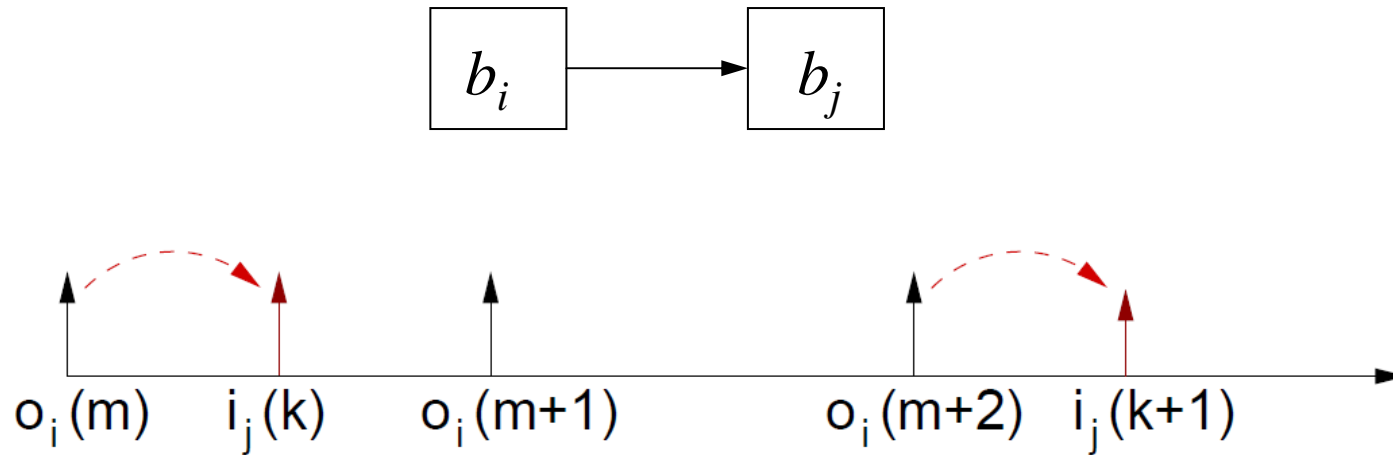 b_i b_j
o_i(m) i_j(k) o_i(m+1) o_i(m+2) i_j(k+1)